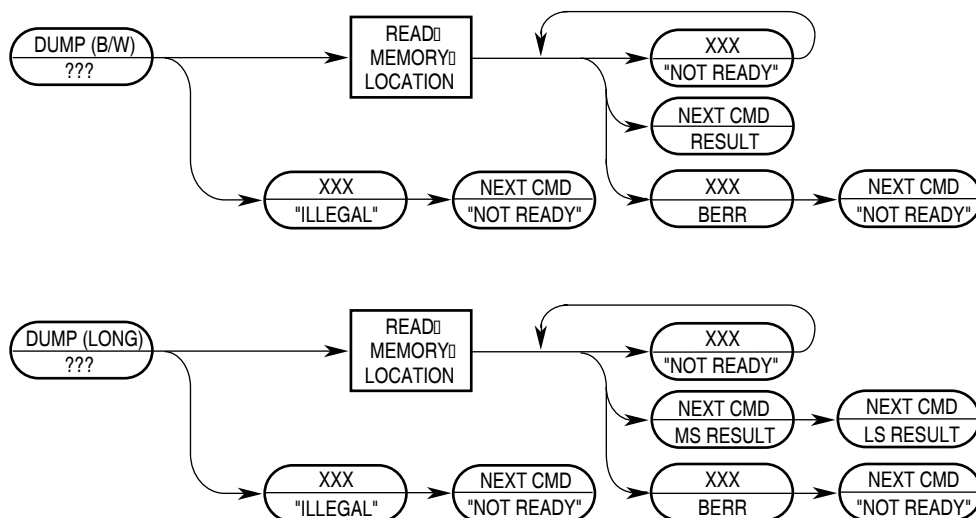 DUMP (B/W)
???
READ▯
MEMORY▯
LOCATION
XXX
"NOT READY"
NEXT CMD
RESULT
XXX
"ILLEGAL"
NEXT CMD
"NOT READY"
XXX
BERR
NEXT CMD
"NOT READY"
DUMP (LONG)
???
READ▯
MEMORY▯
LOCATION
XXX
"NOT READY"
NEXT CMD
MS RESULT
NEXT CMD
LS RESULT
XXX
"ILLEGAL"
NEXT CMD
"NOT READY"
XXX
BERR
NEXT CMD
"NOT READY"